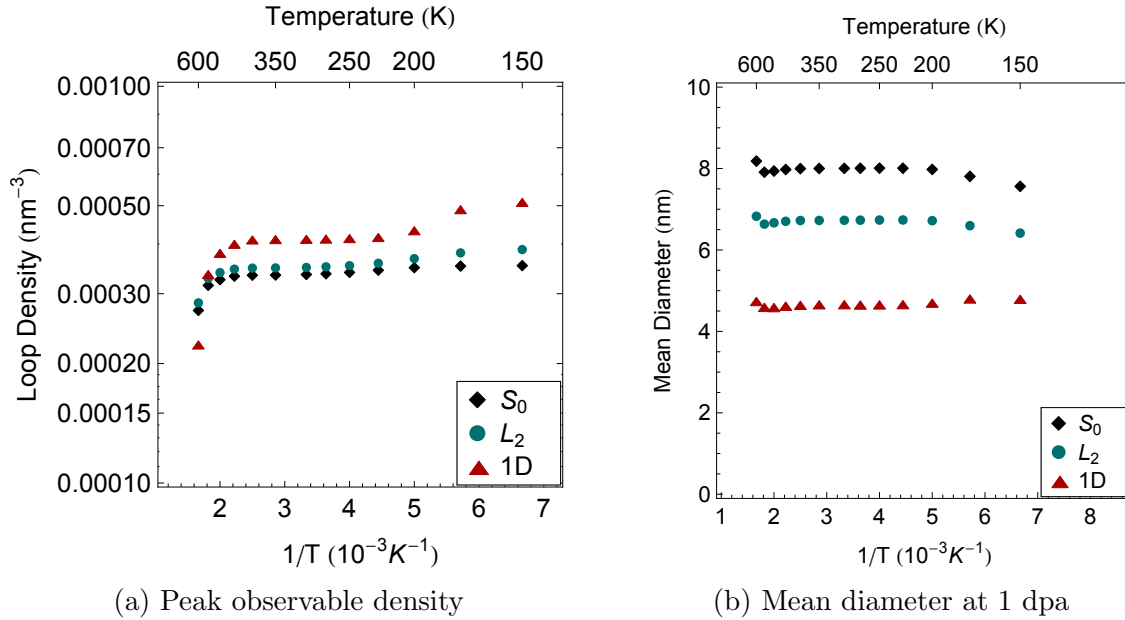 Temperature (K)
600 350 250 200 150
0.00100
0.00070
0.00050
0.00030
0.00020
0.00015
0.00010
Loop Density (nm⁻³)
S₀
L₂
1D
2 3 4 5 6 7
1/T (10⁻³K⁻¹)
(a) Peak observable density
Temperature (K)
600 350 250 200 150
10
8
6
4
2
0
Mean Diameter (nm)
S₀
L₂
1D
1 2 3 4 5 6 7 8
1/T (10⁻³K⁻¹)
(b) Mean diameter at 1 dpa